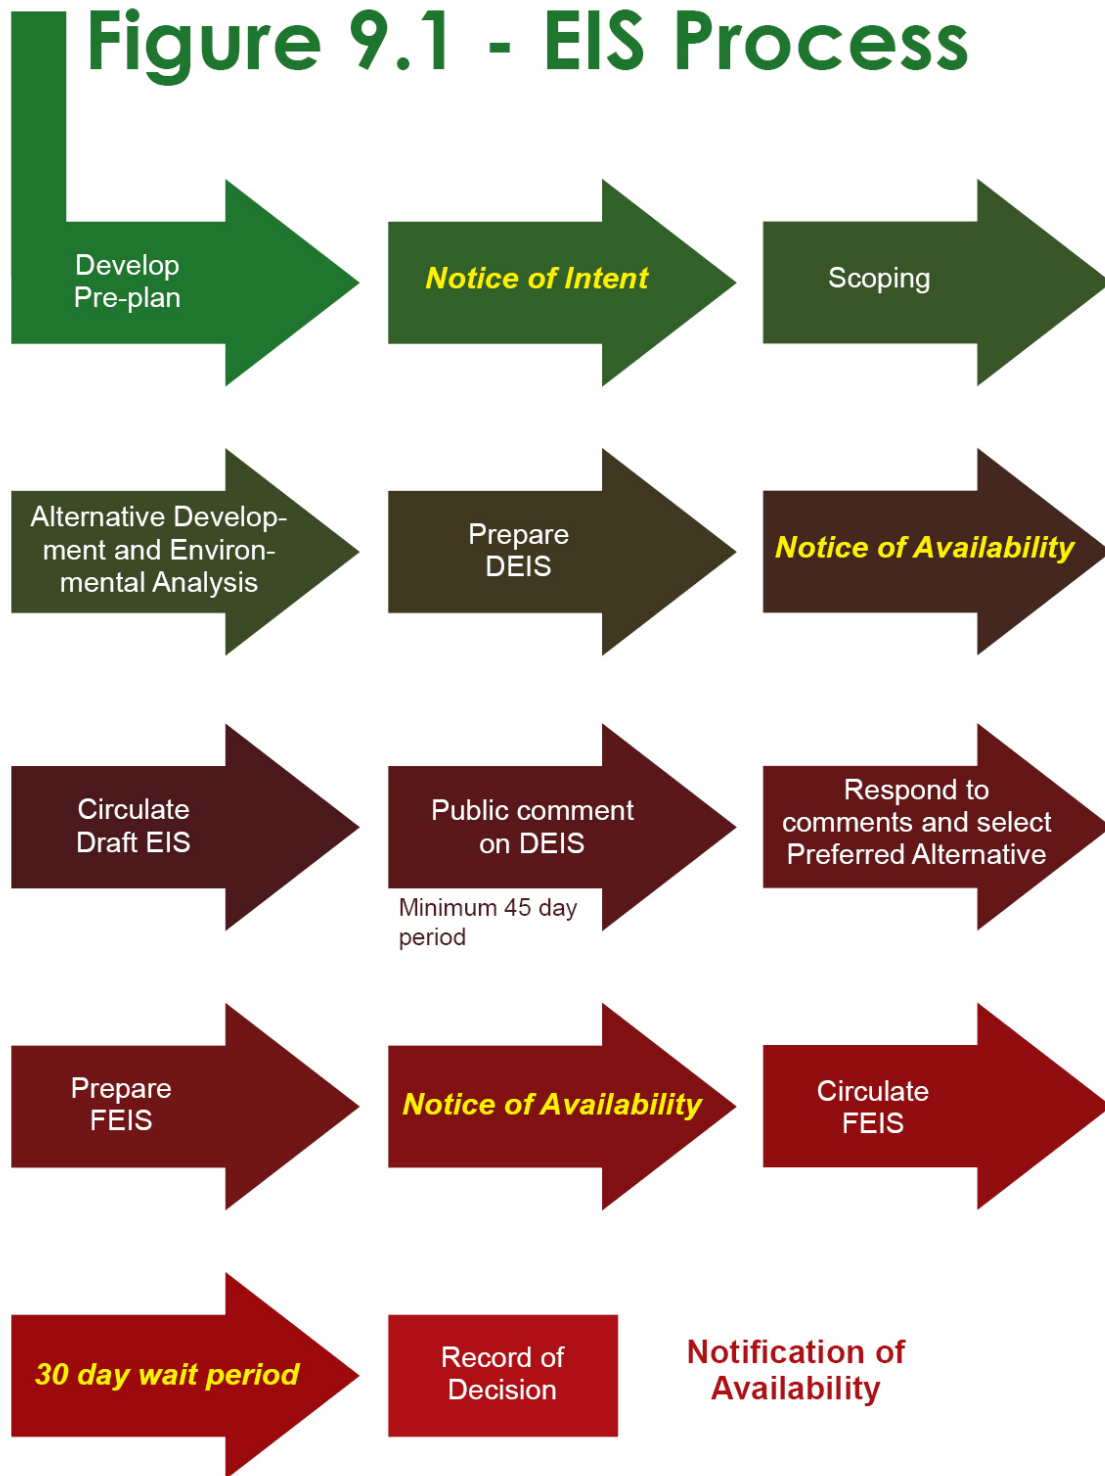 Figure 9.1 - EIS Process
Develop
Pre-plan
Notice of Intent
Scoping
Alternative Develop-
ment and Environ-
mental Analysis
Prepare
DEIS
Notice of Availability
Circulate
Draft EIS
Public comment
on DEIS
Minimum 45 day
period
Respond to
comments and select
Preferred Alternative
Prepare
FEIS
Notice of Availability
Circulate
FEIS
30 day wait period
Record of
Decision
Notification of
Availability